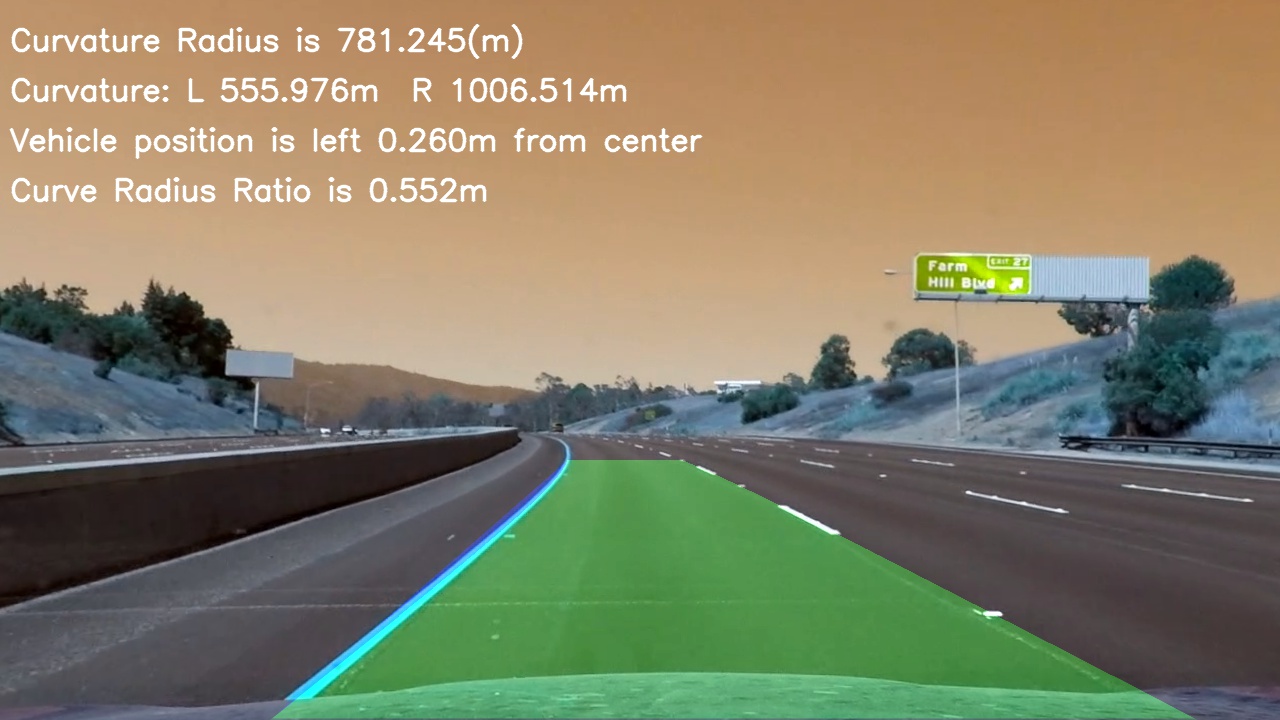 Curvature Radius is 781.245(m)
Curvature: L 555.976m R 1006.514m
Vehicle position is left 0.260m from center
Curve Radius Ratio is 0.552m
EXIT 27
Farm
Hill Blvd